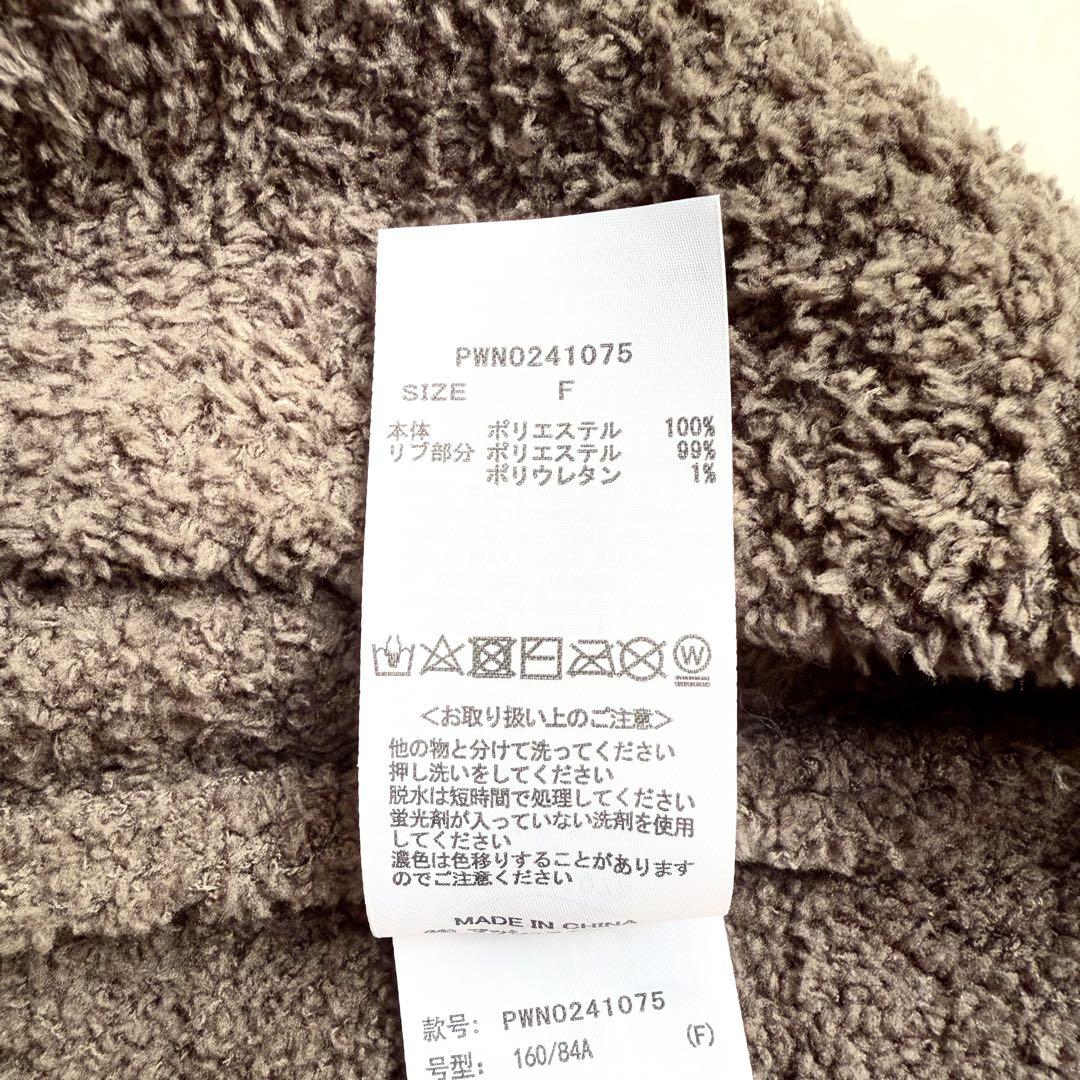 PWNO241075
SIZE F
本体 ポリエステル 100%
リブ部分 ポリエステル 99%
ポリウレタン 1%
W
<お取り扱い上のご注意>
他の物と分けて洗ってください
押し洗いをしてください
脱水は短時間で処理してください
蛍光剤が入っていない洗剤を使用
してください
濃色は色移りすることがあります
のでご注意ください
MADE IN CHINA
款号: PWNO241075
号型: 160/84A (F)